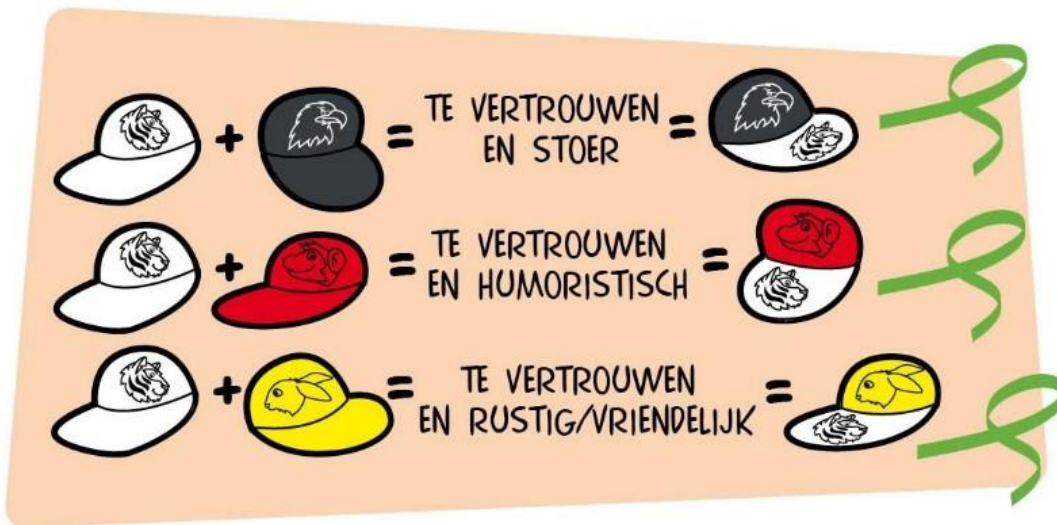 + = TE VERTROUWEN =
EN STOER
+ = TE VERTROUWEN =
EN HUMORISTISCH
+ = TE VERTROUWEN =
EN RUSTIG/VRIENDELIJK